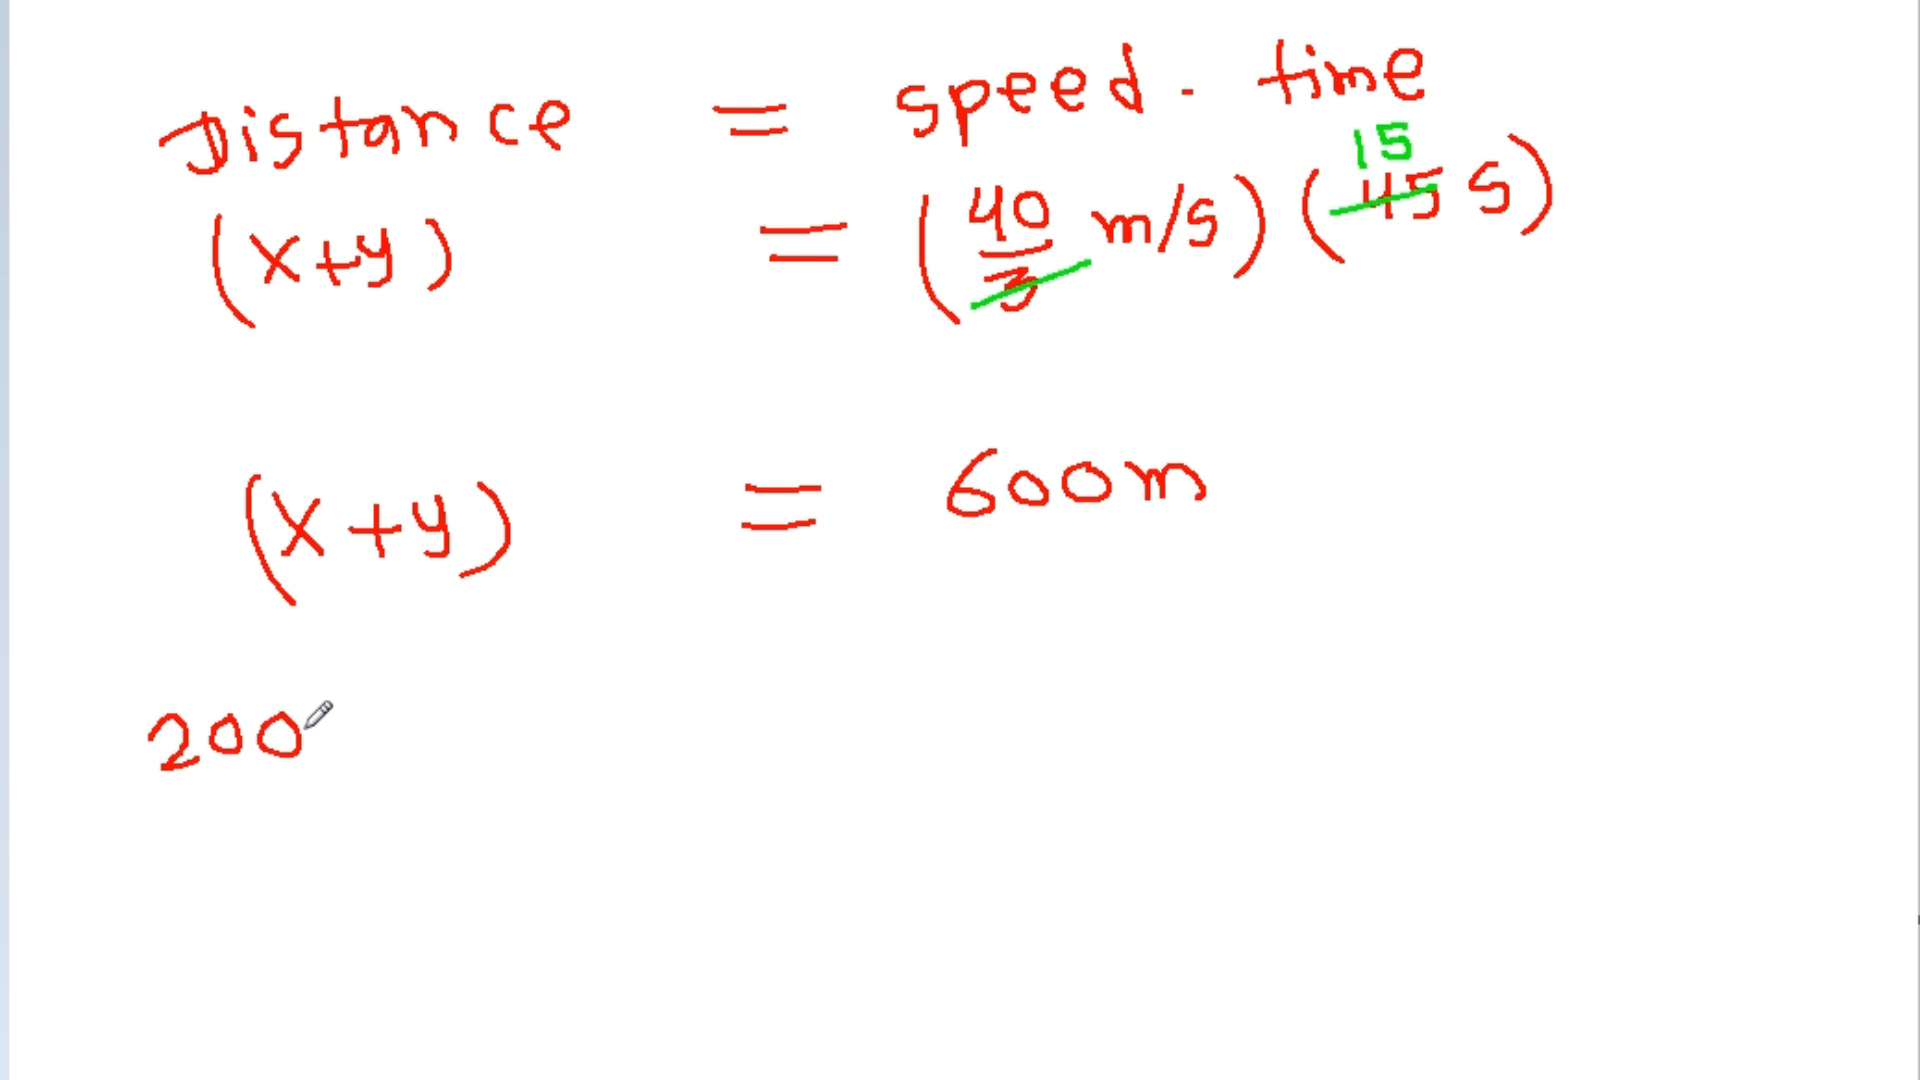 Distance = speed . time
15
(x+y) = (40/3 m/s) (45 s)
(x+y) = 600m
200